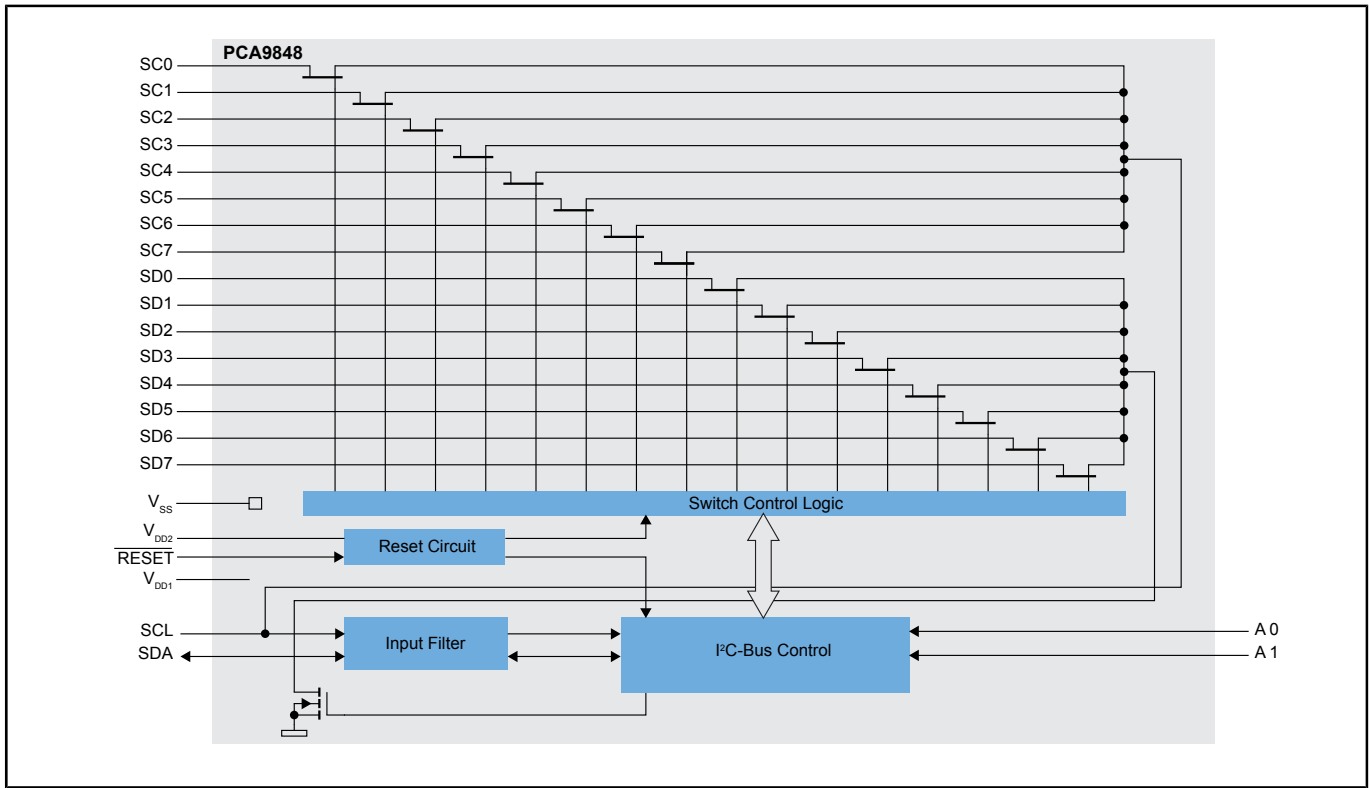 PCA9848
SC0
SC1
SC2
SC3
SC4
SC5
SC6
SC7
SD0
SD1
SD2
SD3
SD4
SD5
SD6
SD7
VSS
Switch Control Logic
VDD2
Reset Circuit
RESET
VDD1
SCL
Input Filter
I²C-Bus Control
A 0
SDA
A 1